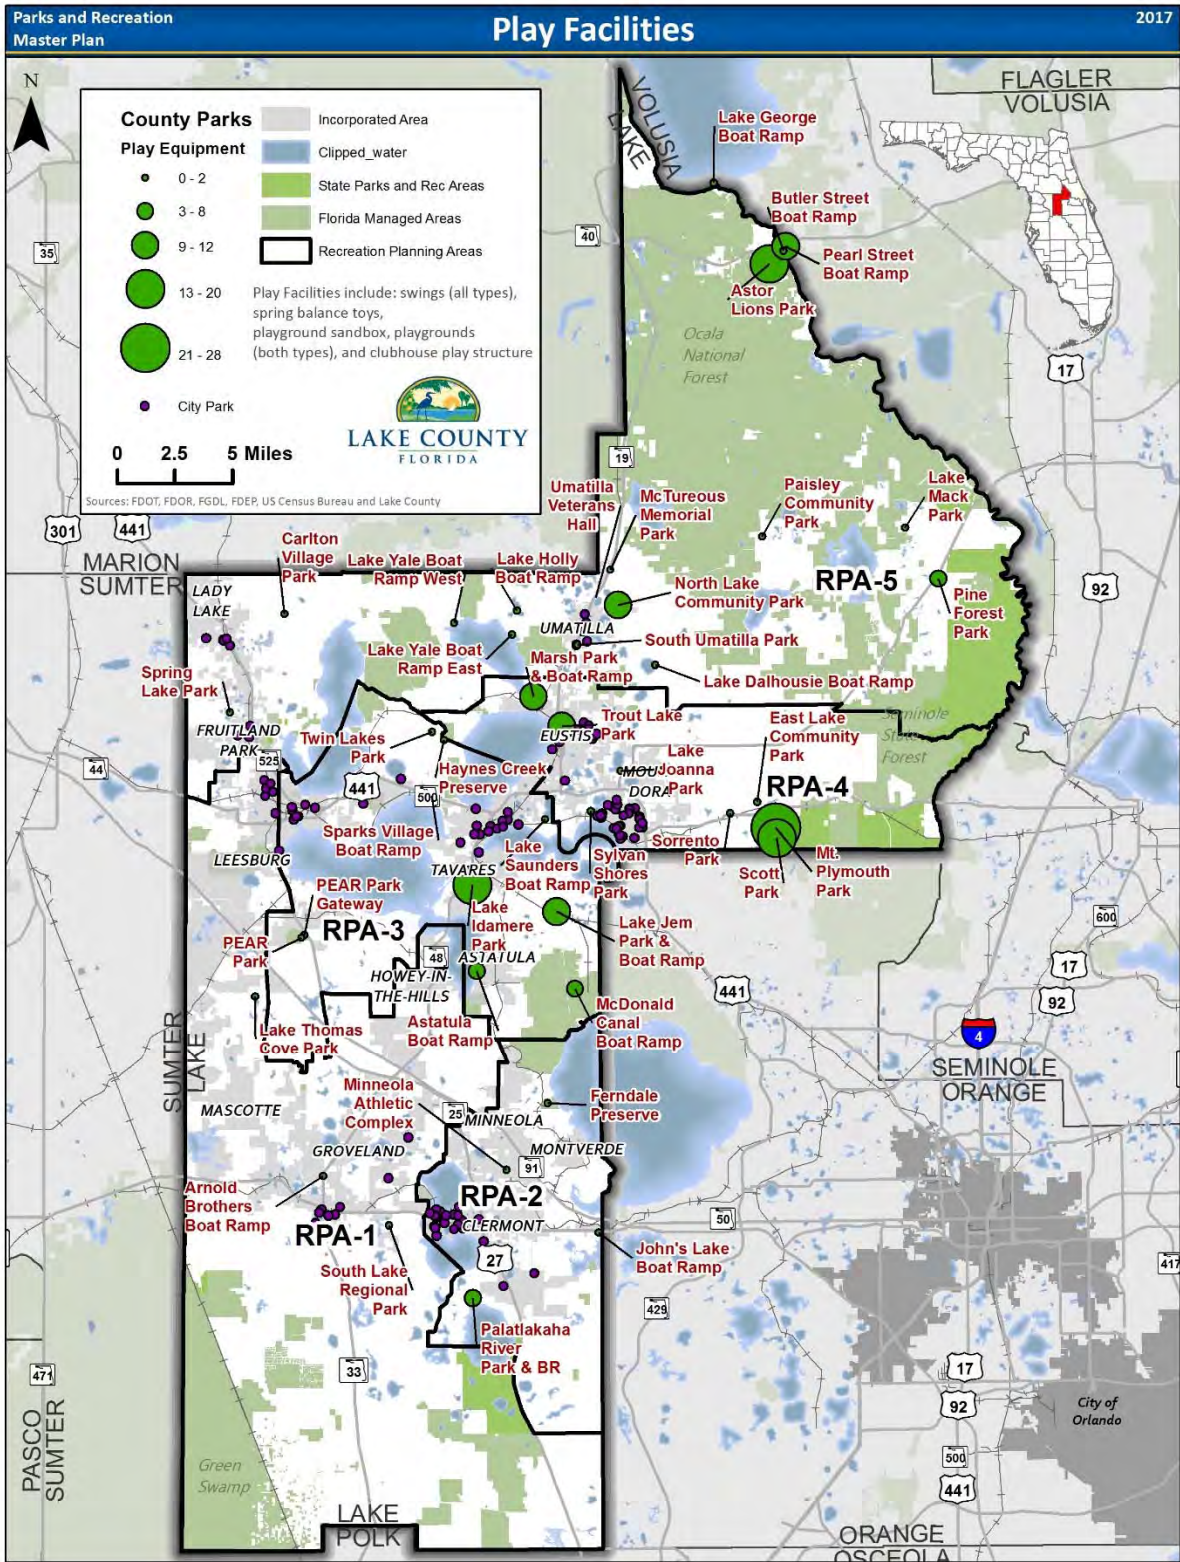 Parks and Recreation
Master Plan
Play Facilities
2017
N
County Parks
Play Equipment
0 - 2
3 - 8
9 - 12
13 - 20
21 - 28
City Park
Incorporated Area
Clipped_water
State Parks and Rec Areas
Florida Managed Areas
Recreation Planning Areas
Play Facilities include: swings (all types),
spring balance toys,
playground sandbox, playgrounds
(both types), and clubhouse play structure
LAKE COUNTY
FLORIDA
0 2.5 5 Miles
Sources: FDOT, FDOR, FGDL, FDEP, US Census Bureau and Lake County
VOLUSIA
LAKE
FLAGLER
VOLUSIA
Lake George
Boat Ramp
Butler Street
Boat Ramp
Pearl Street
Boat Ramp
Astor
Lions Park
Ocala
National
Forest
35
40
17
19
301
441
MARION
SUMTER
92
Umatilla
Veterans
Hall
McTureous
Memorial
Park
Paisley
Community
Park
Lake
Mack
Park
Carlton
Village
Park
Lake Yale Boat
Ramp West
Lake Holly
Boat Ramp
LADY
LAKE
North Lake
Community Park
RPA-5
Pine
Forest
Park
UMATILLA
South Umatilla Park
Lake Yale Boat
Ramp East
Marsh Park
& Boat Ramp
Lake Dalhousie Boat Ramp
Spring
Lake Park
FRUITLAND
PARK
Twin Lakes
Park
EUSTIS
Trout Lake
Park
East Lake
Community
Park
Seminole
State
Forest
44
525
441
500
Haynes Creek
Preserve
MOUNT
DORA
Lake
Joanna
Park
RPA-4
Sparks Village
Boat Ramp
LEESBURG
TAVARES
Lake
Saunders
Boat Ramp
Sylvan
Shores
Park
Sorrento
Park
Scott
Park
Mt.
Plymouth
Park
PEAR Park
Gateway
PEAR
Park
RPA-3
Lake
Idamere
Park
Lake Jem
Park &
Boat Ramp
600
48
ASTATULA
HOWEY-IN-
THE-HILLS
17
441
92
Lake Thomas
Cove Park
Astatula
Boat Ramp
McDonald
Canal
Boat Ramp
4
SUMTER
LAKE
SEMINOLE
ORANGE
MASCOTTE
Minneola
Athletic
Complex
25
MINNEOLA
Ferndale
Preserve
GROVELAND
MONTVERDE
91
Arnold
Brothers
Boat Ramp
RPA-2
CLERMONT
50
RPA-1
27
John's Lake
Boat Ramp
417
South Lake
Regional
Park
429
Palatlakaha
River
Park & BR
471
33
17
92
City of
Orlando
PASCO
SUMTER
Green
Swamp
500
441
LAKE
POLK
ORANGE
OSCEOLA